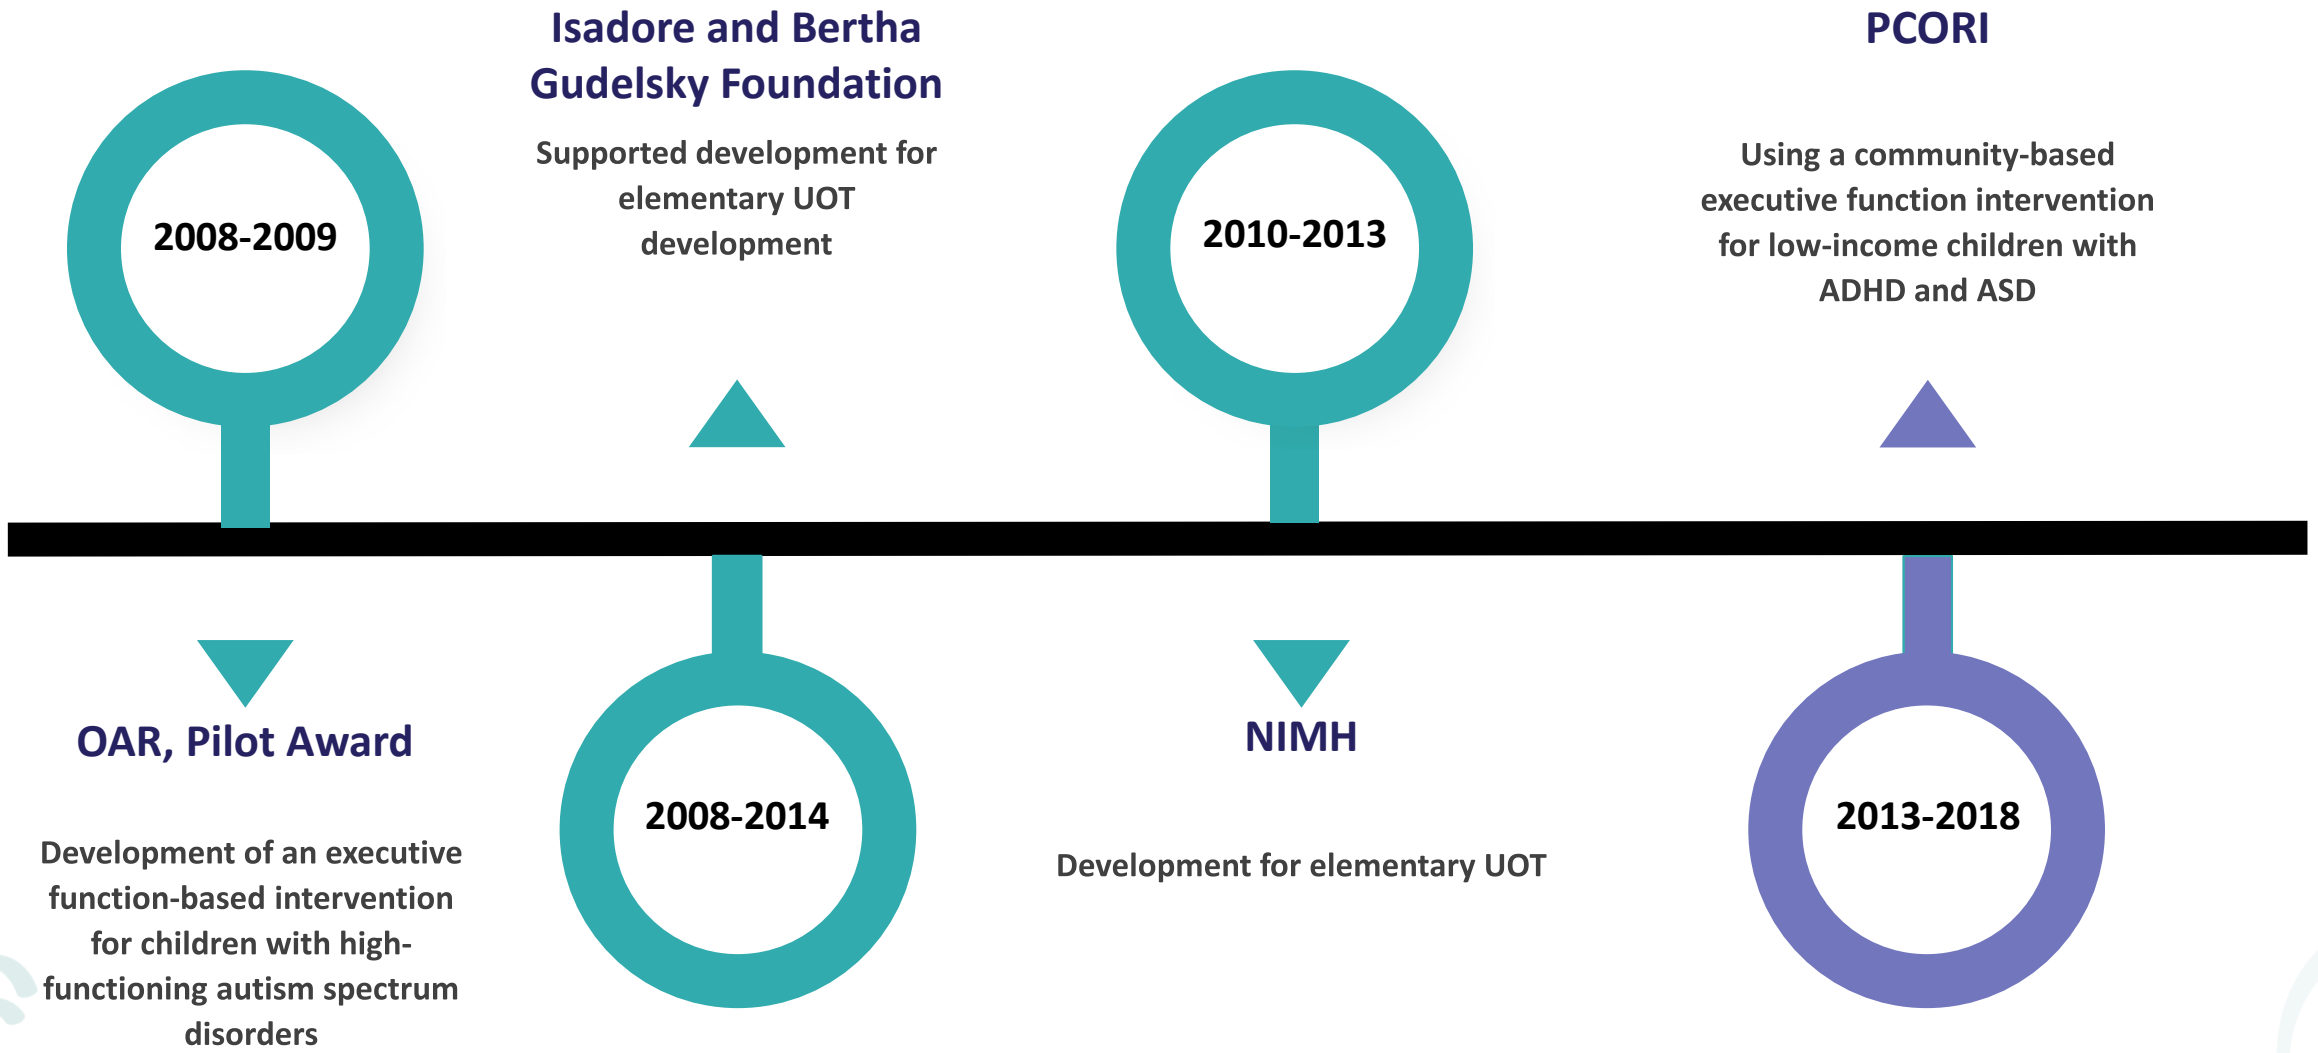 2008-2009
OAR, Pilot Award
Development of an executive
function-based intervention
for children with high-
functioning autism spectrum
disorders
Isadore and Bertha
Gudelsky Foundation
Supported development for
elementary UOT
development
2008-2014
2010-2013
NIMH
Development for elementary UOT
PCORI
Using a community-based
executive function intervention
for low-income children with
ADHD and ASD
2013-2018